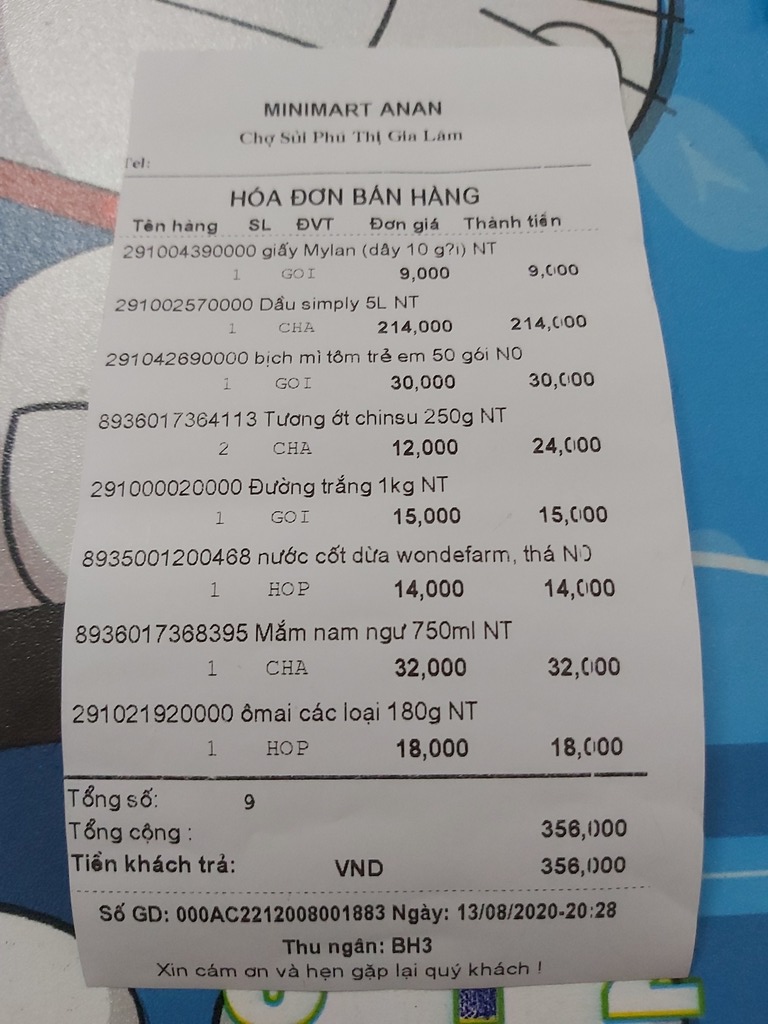 MINIMART ANAN
Chợ Sủi Phú Thị Gia Lâm
Tel:
HÓA ĐƠN BÁN HÀNG
Tên hàng SL ĐVT Đơn giá Thành tiền
291004390000 giấy Mylan (dây 10 g?i) NT
1 GOI 9,000 9,000
291002570000 Dầu simply 5L NT
1 CHA 214,000 214,000
291042690000 bịch mì tôm trẻ em 50 gói NO
1 GOI 30,000 30,000
8936017364113 Tương ớt chinsu 250g NT
2 CHA 12,000 24,000
291000020000 Đường trắng 1kg NT
1 GOI 15,000 15,000
8935001200468 nước cốt dừa wondefarm, thá NO
1 HOP 14,000 14,000
8936017368395 Mắm nam ngư 750ml NT
1 CHA 32,000 32,000
291021920000 ômai các loại 180g NT
1 HOP 18,000 18,000
Tổng số: 9
Tổng cộng : 356,000
Tiền khách trả: VND 356,000
Số GD: 000AC2212008001883 Ngày: 13/08/2020-20:28
Thu ngân: BH3
Xin cám ơn và hẹn gặp lại quý khách !